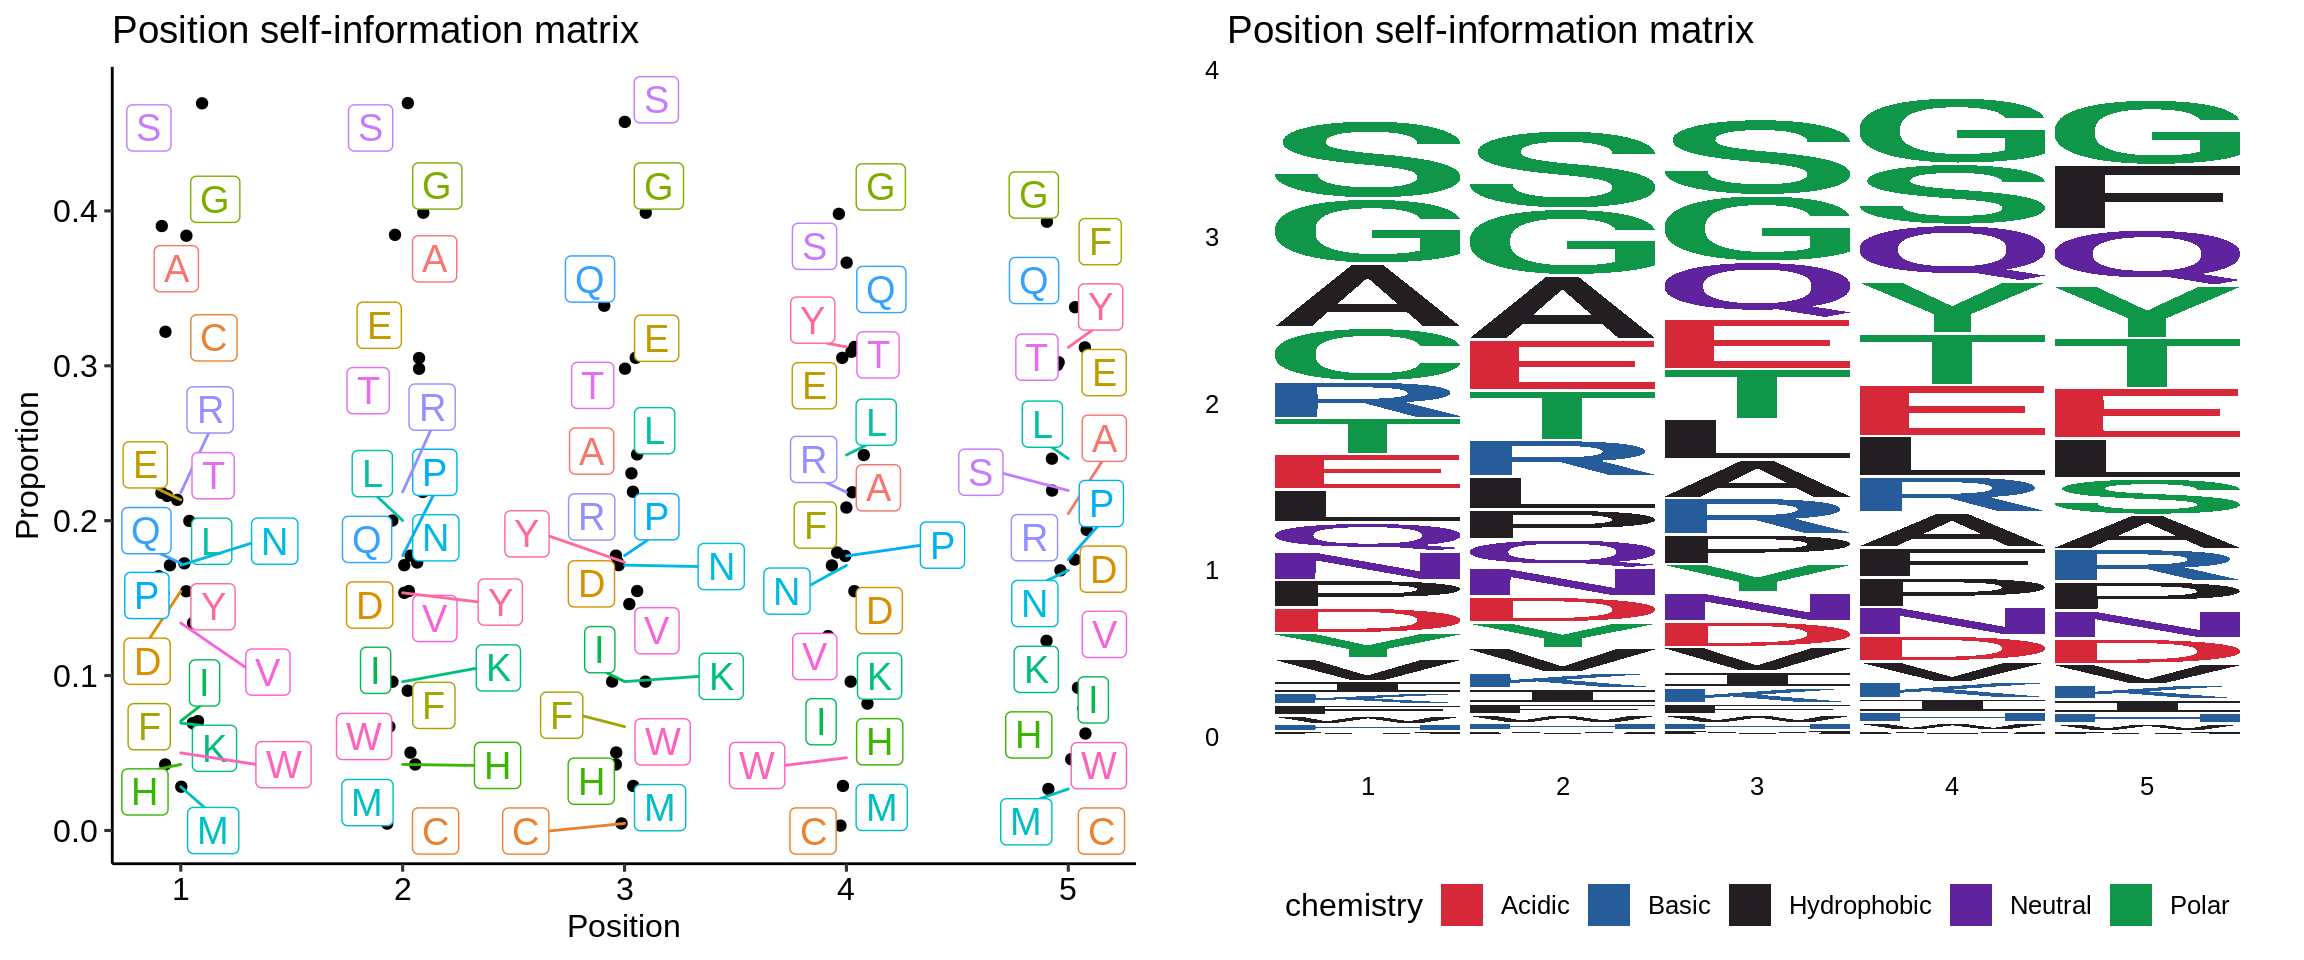 Position self-information matrix
Proportion
0.4
0.3
0.2
0.1
0.0
S
G
A
C
R
E
T
Q
L
N
P
Y
D
V
I
F
K
W
H
M
S
G
A
E
T
R
L
P
Q
N
D
V
Y
I
K
F
W
H
M
C
S
G
Q
E
T
L
A
R
P
Y
N
D
V
I
K
F
W
H
M
C
G
S
Q
Y
T
E
L
R
A
F
P
N
D
V
K
I
H
W
M
C
G
F
Q
Y
T
E
L
A
S
P
R
D
N
V
K
I
H
W
M
C
1 2 3 4 5
Position
Position self-information matrix
4
3
2
1
0
S
G
A
C
R
T
E
L
Q
N
P
D
Y
V
I
K
F
W
H
M
S
G
A
E
T
R
L
P
Q
N
D
Y
V
K
I
F
W
H
M
S
G
Q
E
T
L
A
R
P
Y
N
D
V
I
K
F
W
H
M
G
S
Q
Y
T
E
L
R
A
F
P
N
D
V
K
I
H
W
M
G
F
Q
Y
T
E
L
S
A
R
P
N
D
V
K
I
H
W
M
1 2 3 4 5
chemistry Acidic Basic Hydrophobic Neutral Polar